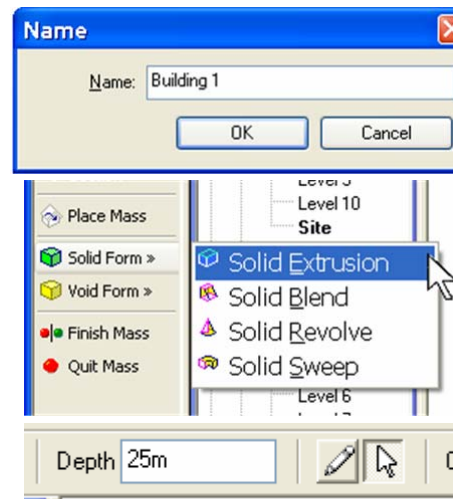 Name
Name: Building 1
OK Cancel
Level 10
Place Mass
Site
Solid Form »
Solid Extrusion
Void Form »
Solid Blend
Finish Mass
Solid Revolve
Quit Mass
Solid Sweep
Level 6
Depth 25m